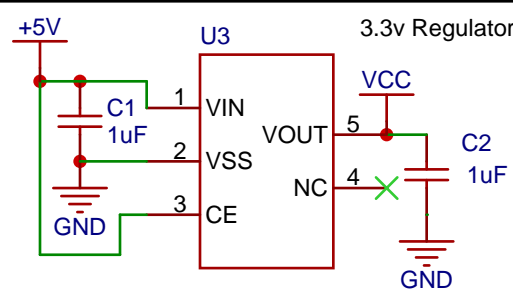 +5V
U3
3.3v Regulator
VCC
C1
1uF
1
VIN
VOUT
5
C2
1uF
2
VSS
NC
4
3
CE
GND
GND